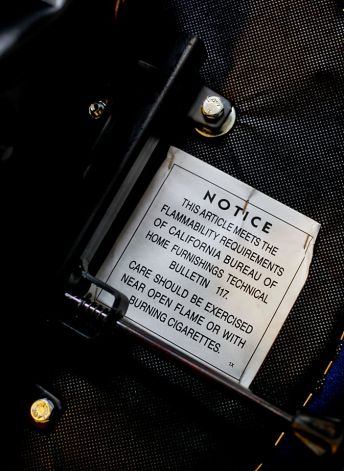 NOTICE
THIS ARTICLE MEETS THE
FLAMMABILITY REQUIREMENTS
OF CALIFORNIA BUREAU OF
HOME FURNISHINGS TECHNICAL
BULLETIN 117.
CARE SHOULD BE EXERCISED
NEAR OPEN FLAME OR WITH
BURNING CIGARETTES.
1X